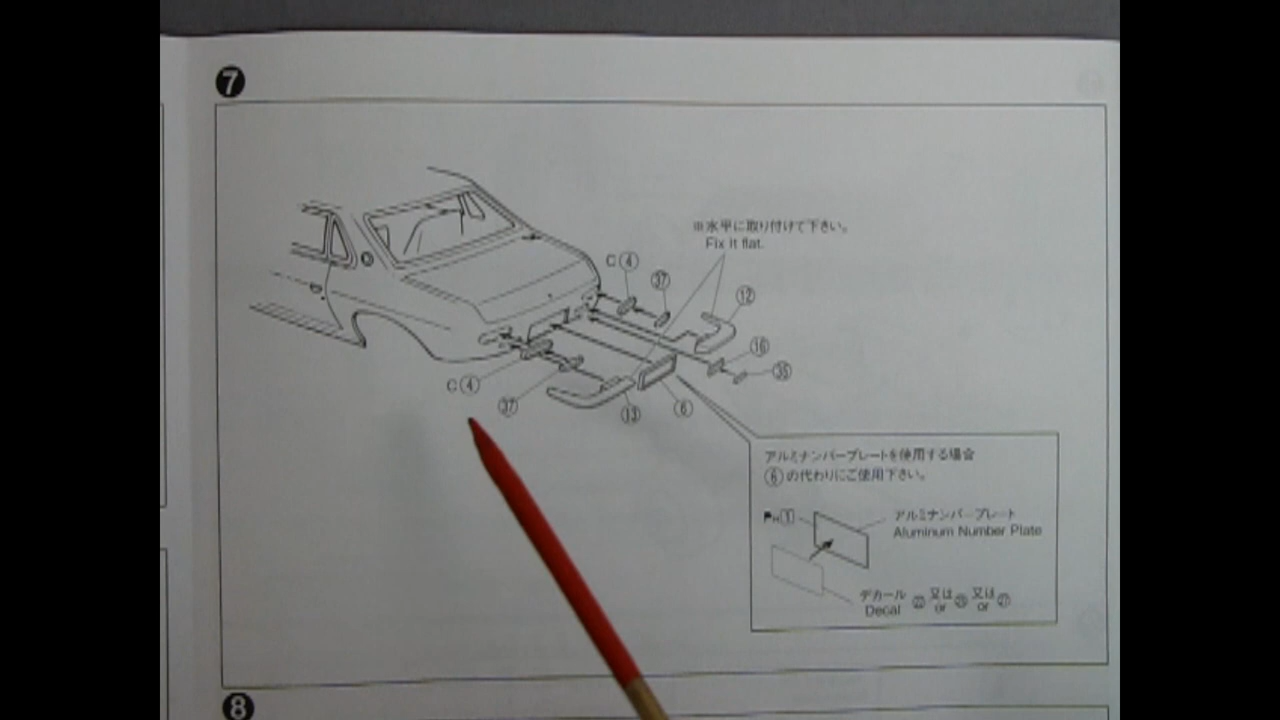 7
※水平に取り付けて下さい。
Fix it flat.
C④
㊲
⑫
⑯
㉟
C④
㊲
⑬
⑥
アルミナンバープレートを使用する場合
⑥の代わりにご使用下さい。
1
アルミナンバープレート
Aluminum Number Plate
デカール 又は 又は
Decal or or
8